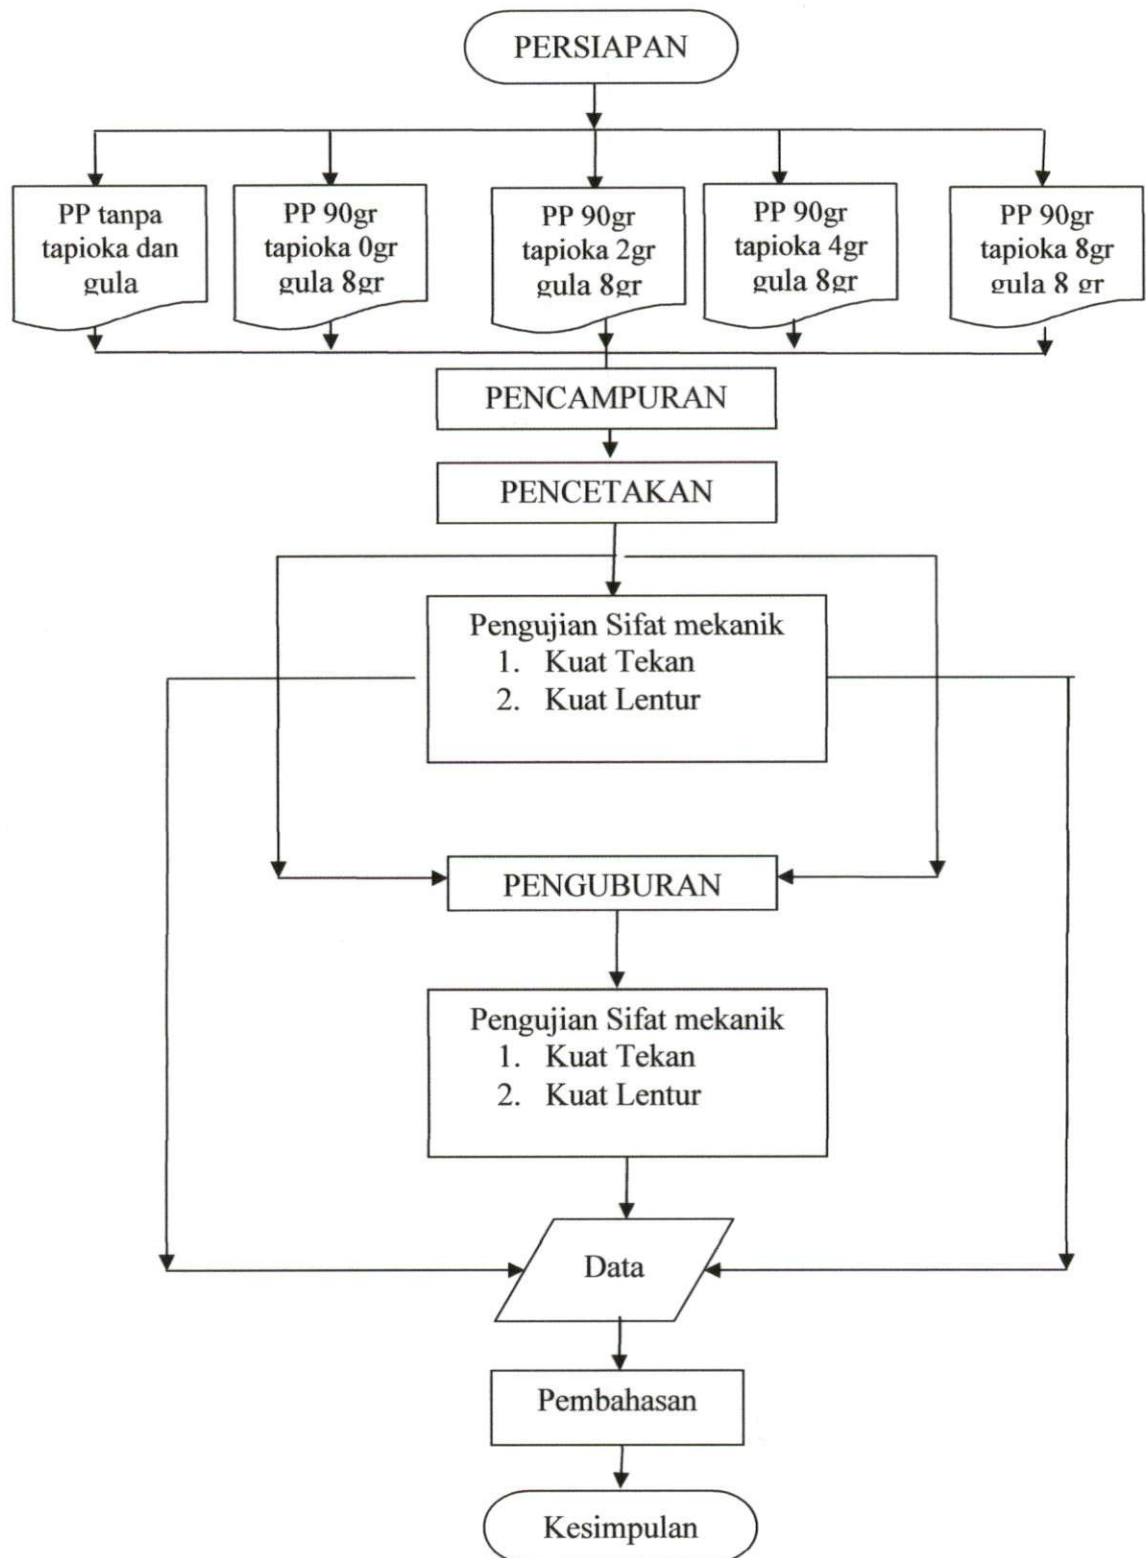 PERSIAPAN
PP tanpa
tapioka dan
gula
PP 90gr
tapioka 0gr
gula 8gr
PP 90gr
tapioka 2gr
gula 8gr
PP 90gr
tapioka 4gr
gula 8gr
PP 90gr
tapioka 8gr
gula 8 gr
PENCAMPURAN
PENCETAKAN
Pengujian Sifat mekanik
1. Kuat Tekan
2. Kuat Lentur
PENGUBURAN
Pengujian Sifat mekanik
1. Kuat Tekan
2. Kuat Lentur
Data
Pembahasan
Kesimpulan